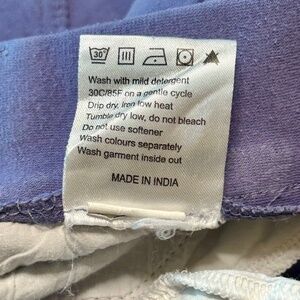 30
Wash with mild detergent
30C/85F on a gentle cycle
Drip dry, Iron low heat
Tumble dry low, do not bleach
Do not use softener
Wash colours separately
Wash garment inside out
MADE IN INDIA